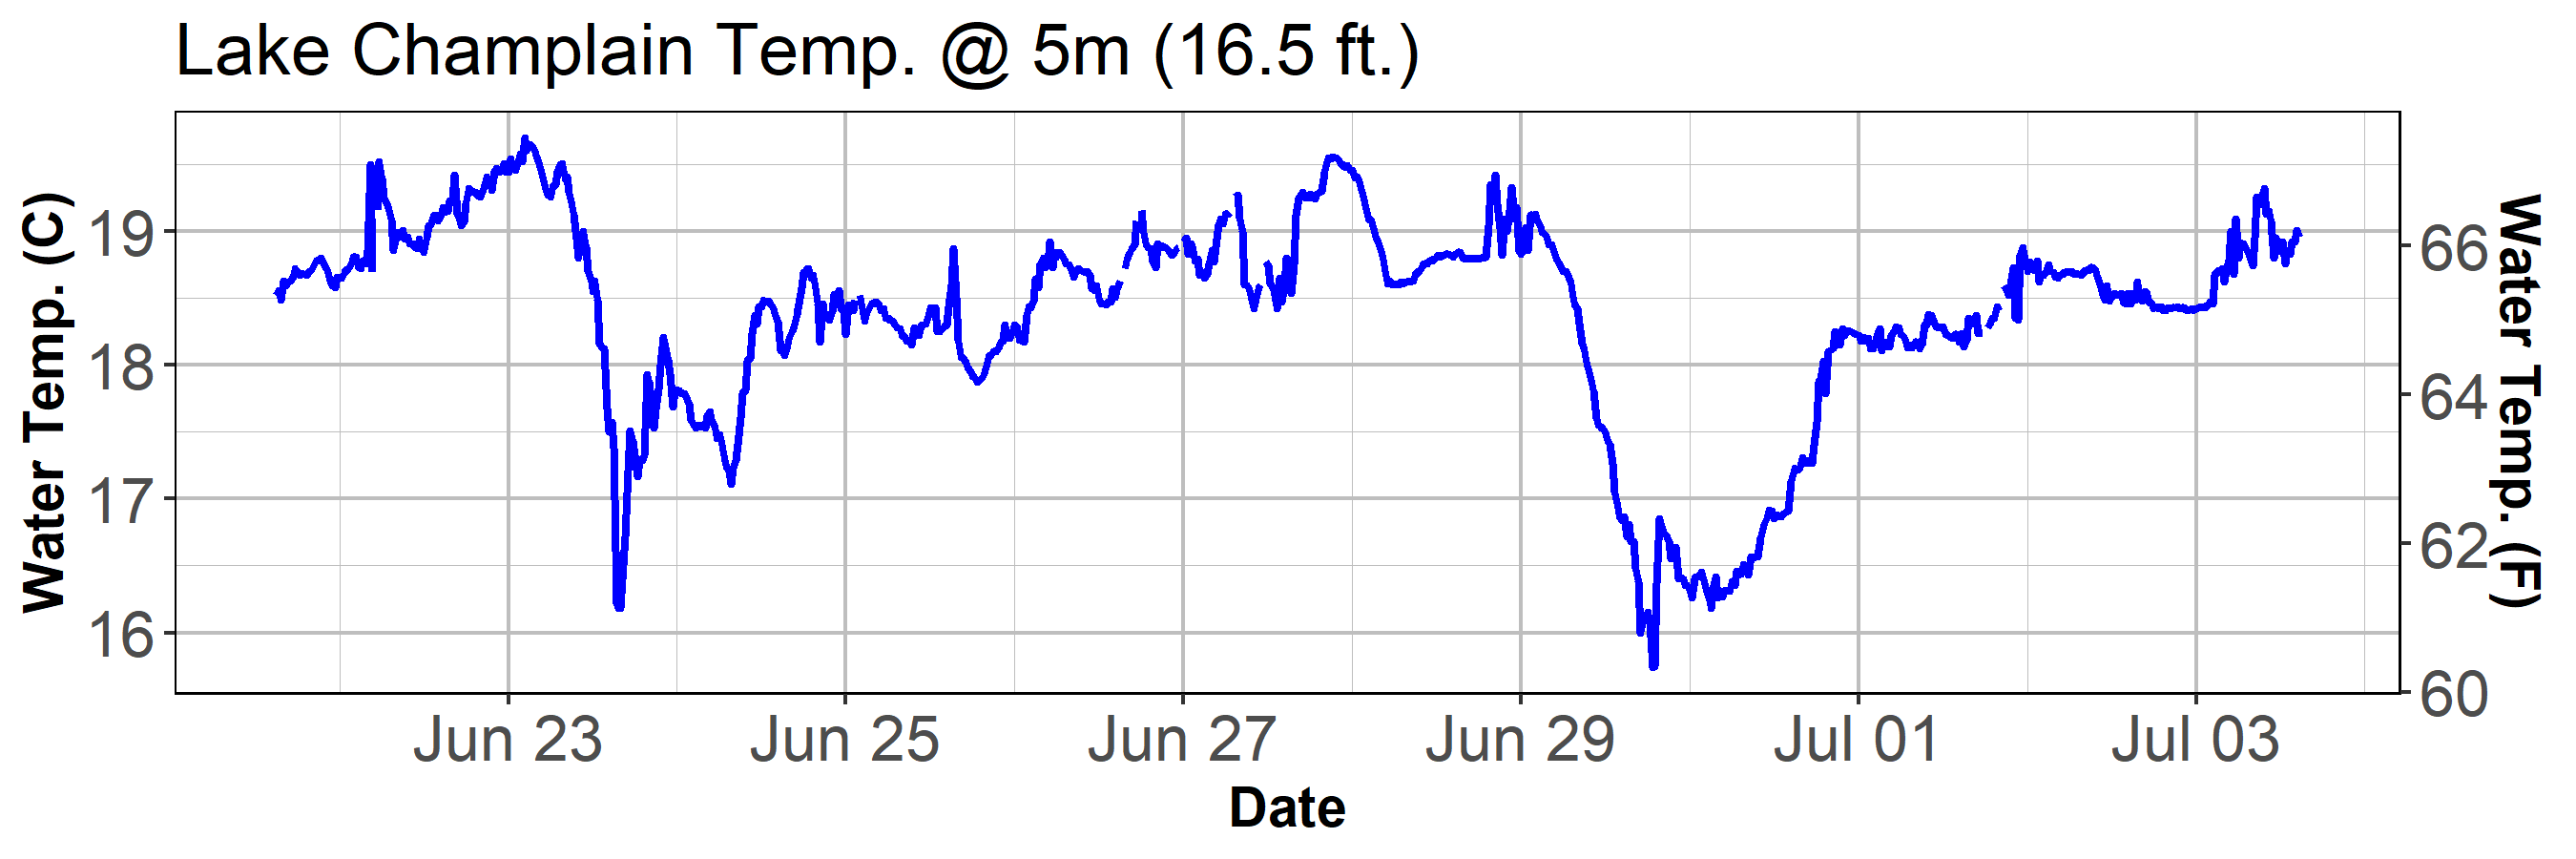 Lake Champlain Temp. @ 5m (16.5 ft.)
Water Temp. (C)
19
18
17
16
66
64
62
60
Water Temp. (F)
Jun 23 Jun 25 Jun 27 Jun 29 Jul 01 Jul 03
Date